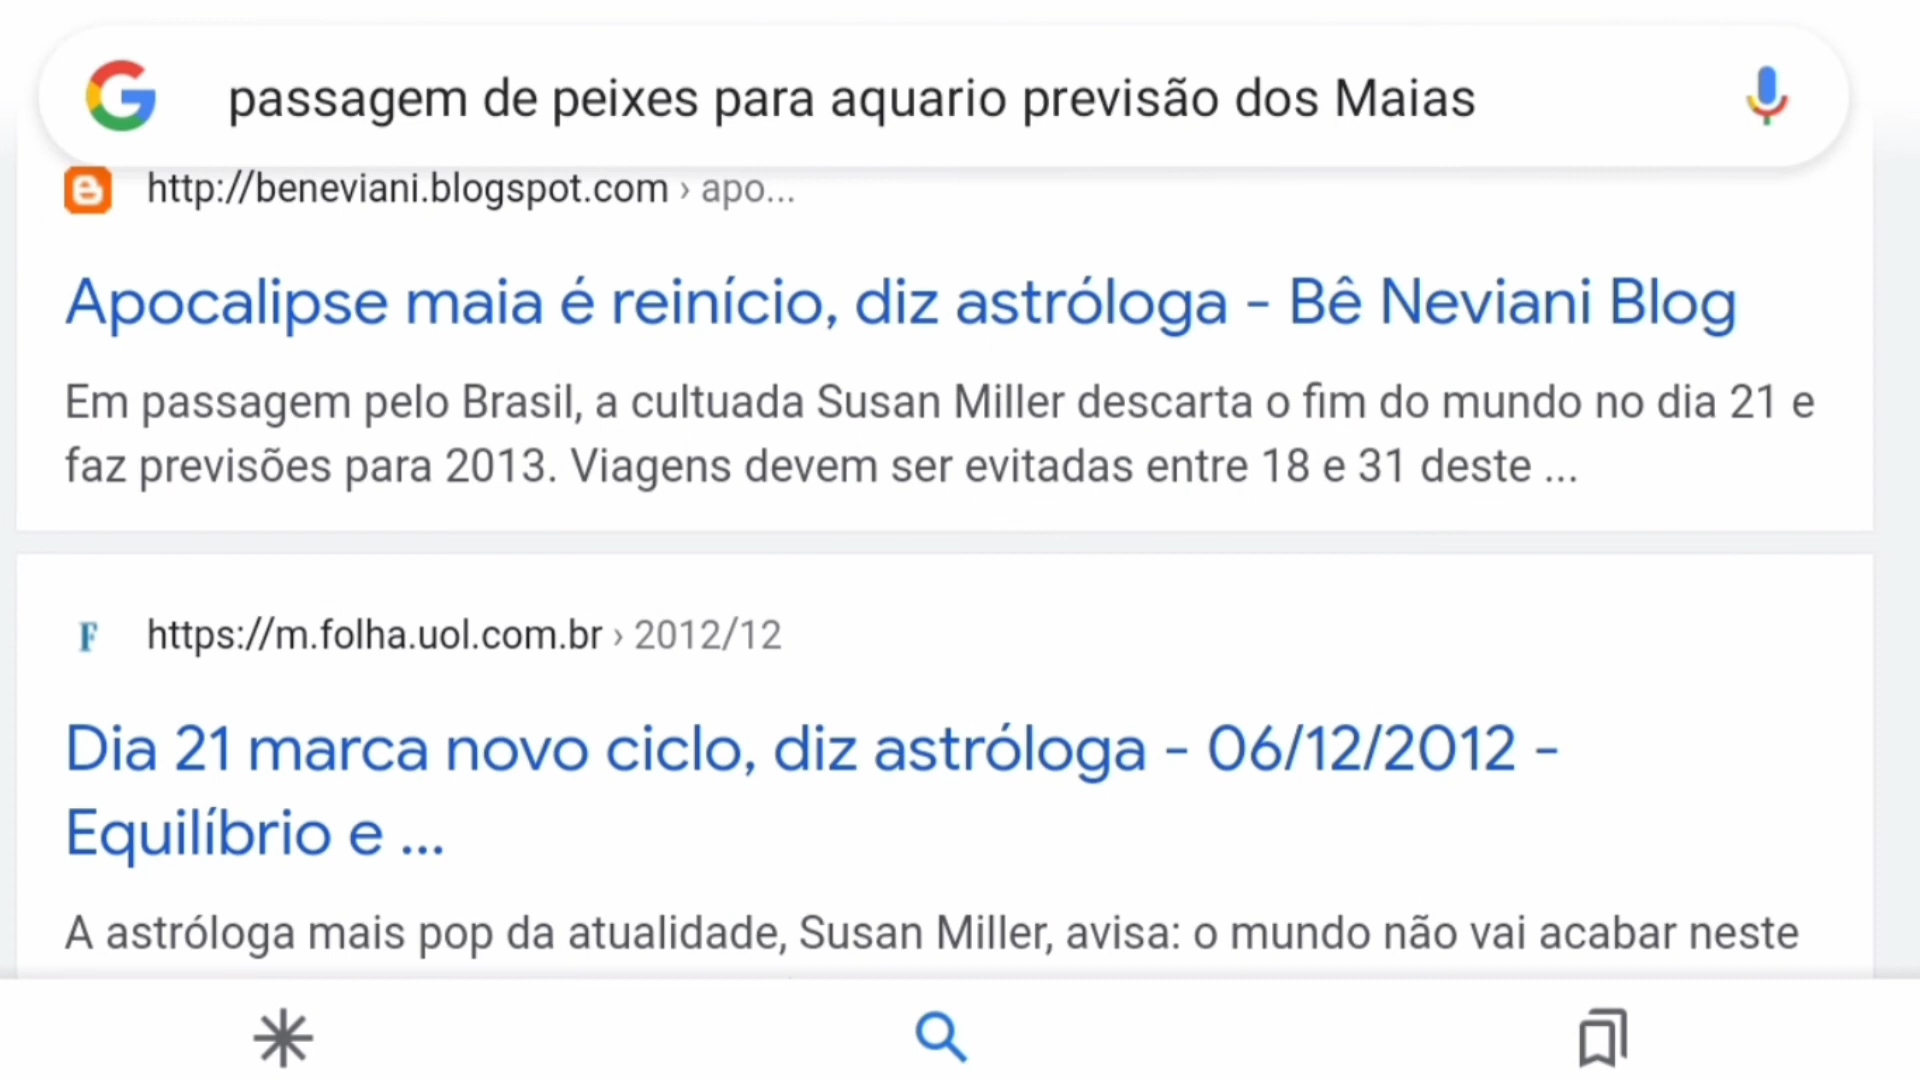 passagem de peixes para aquario previsão dos Maias
http://beneviani.blogspot.com › apo...
Apocalipse maia é reinício, diz astróloga - Bê Neviani Blog
Em passagem pelo Brasil, a cultuada Susan Miller descarta o fim do mundo no dia 21 e
faz previsões para 2013. Viagens devem ser evitadas entre 18 e 31 deste ...
F https://m.folha.uol.com.br › 2012/12
Dia 21 marca novo ciclo, diz astróloga - 06/12/2012 -
Equilíbrio e ...
A astróloga mais pop da atualidade, Susan Miller, avisa: o mundo não vai acabar neste